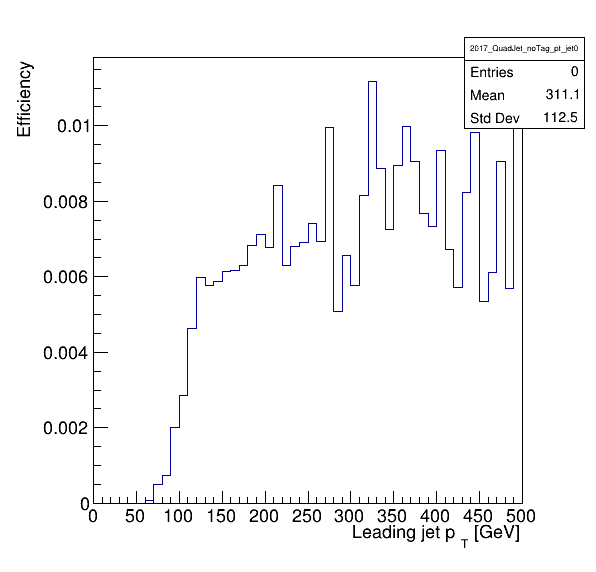 2017_QuadJet_noTag_pt_jet0
Entries 0
Mean 311.1
Std Dev 112.5
Efficiency
0.01
0.008
0.006
0.004
0.002
0
0 50 100 150 200 250 300 350 400 450 500
Leading jet p T [GeV]